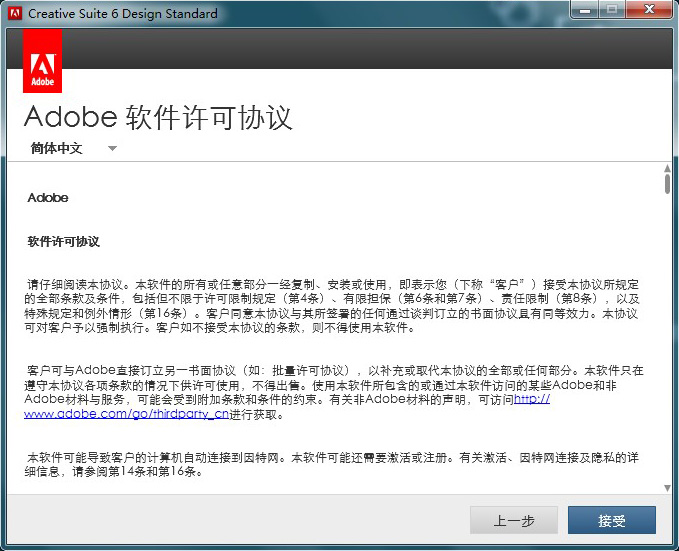 Creative Suite 6 Design Standard
Adobe
Adobe 软件许可协议
简体中文
Adobe
软件许可协议
请仔细阅读本协议。本软件的所有或任意部分一经复制、安装或使用，即表示您（下称“客户”）接受本协议所规定
的全部条款及条件，包括但不限于许可限制规定（第4条）、有限担保（第6条和第7条）、责任限制（第8条），以及
特殊规定和例外情形（第16条）。客户同意本协议与其所签署的任何通过谈判订立的书面协议且有同等效力。本协议
可对客户予以强制执行。客户如不接受本协议的条款，则不得使用本软件。
客户可与Adobe直接订立另一书面协议（如：批量许可协议），以补充或取代本协议的全部或任何部分。本软件只在
遵守本协议各项条款的情况下供许可使用，不得出售。使用本软件所包含的或通过本软件访问的某些Adobe和非
Adobe材料与服务，可能会受到附加条款和条件的约束。有关非Adobe材料的声明，可访问http://
www.adobe.com/go/thirdparty_cn进行获取。
本软件可能导致客户的计算机自动连接到因特网。本软件可能还需要激活或注册。有关激活、因特网连接及隐私的详
细信息，请参阅第14条和第16条。
上一步
接受